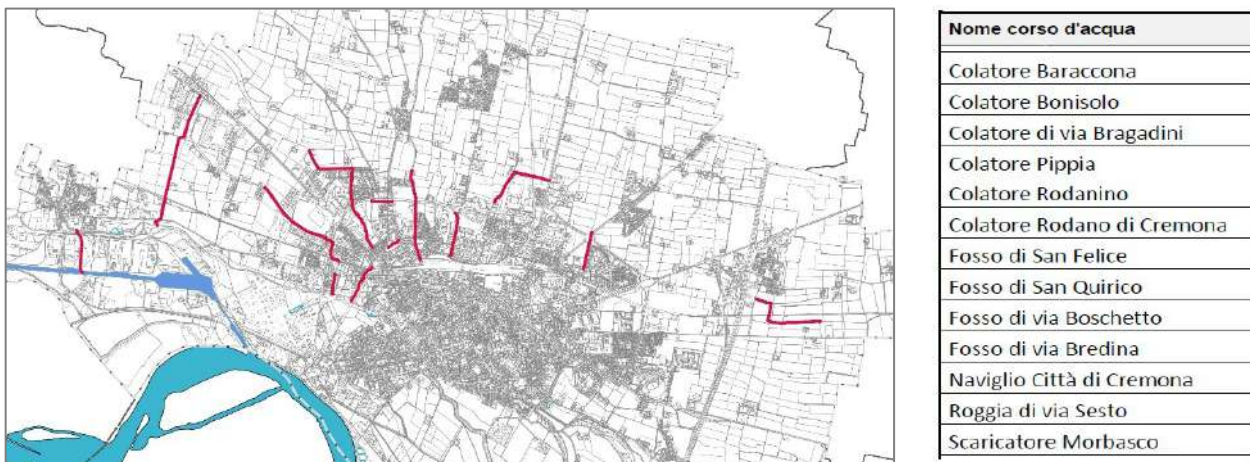 Nome corso d'acqua
Colatore Baraccona
Colatore Bonisolo
Colatore di via Bragadini
Colatore Pippia
Colatore Rodanino
Colatore Rodano di Cremona
Fosso di San Felice
Fosso di San Quirico
Fosso di via Boschetto
Fosso di via Bredina
Naviglio Città di Cremona
Roggia di via Sesto
Scaricatore Morbasco